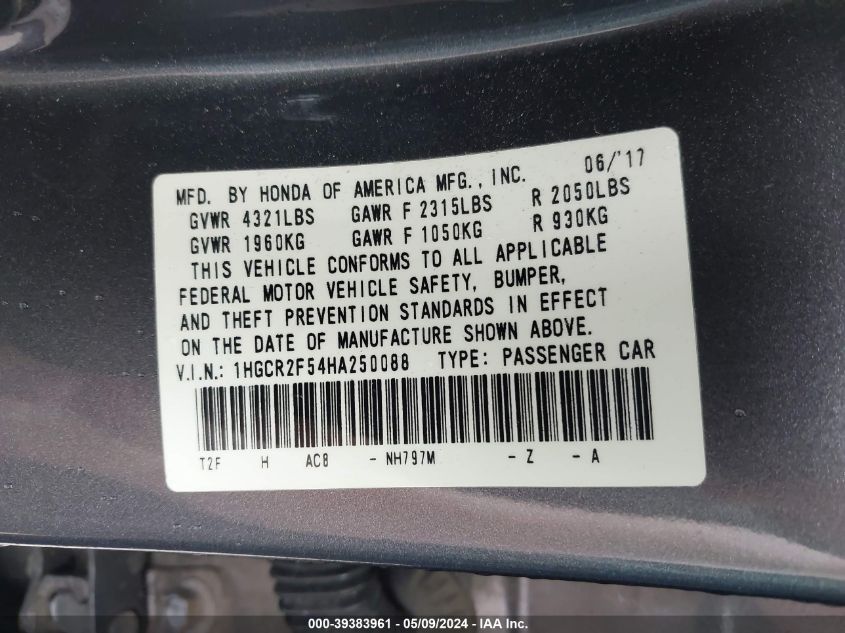 MFD. BY HONDA OF AMERICA MFG., INC. 06/'17
GVWR 4321LBS GAWR F 2315LBS R 2050LBS
GVWR 1960KG GAWR F 1050KG R 930KG
THIS VEHICLE CONFORMS TO ALL APPLICABLE
FEDERAL MOTOR VEHICLE SAFETY, BUMPER,
AND THEFT PREVENTION STANDARDS IN EFFECT
ON THE DATE OF MANUFACTURE SHOWN ABOVE.
V.I.N.: 1HGCR2F54HA250088 TYPE: PASSENGER CAR
T2F H AC8 - NH797M - Z - A
000-39383961 - 05/09/2024 - IAA Inc.